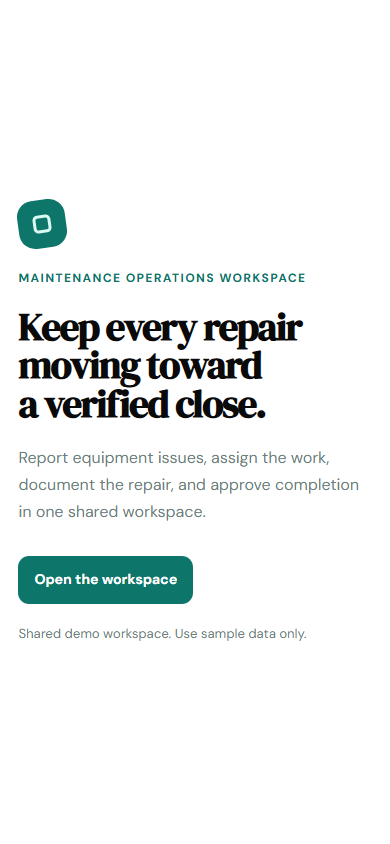 MAINTENANCE OPERATIONS WORKSPACE
Keep every repair
moving toward
a verified close.
Report equipment issues, assign the work,
document the repair, and approve completion
in one shared workspace.
Open the workspace
Shared demo workspace. Use sample data only.